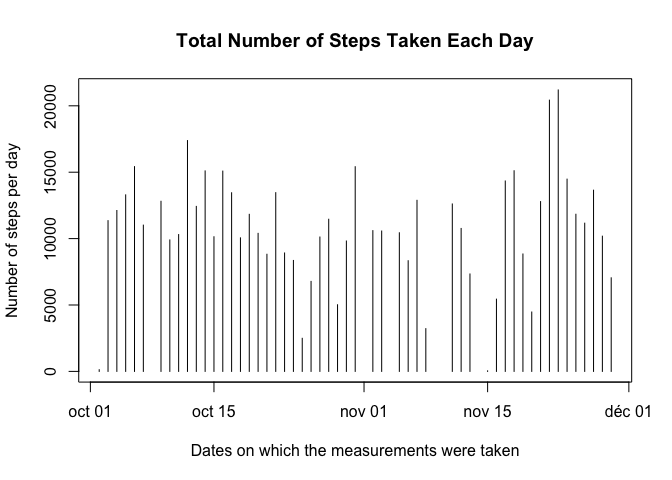 Total Number of Steps Taken Each Day
Number of steps per day
20000
15000
10000
5000
0
oct 01 oct 15 nov 01 nov 15 déc 01
Dates on which the measurements were taken